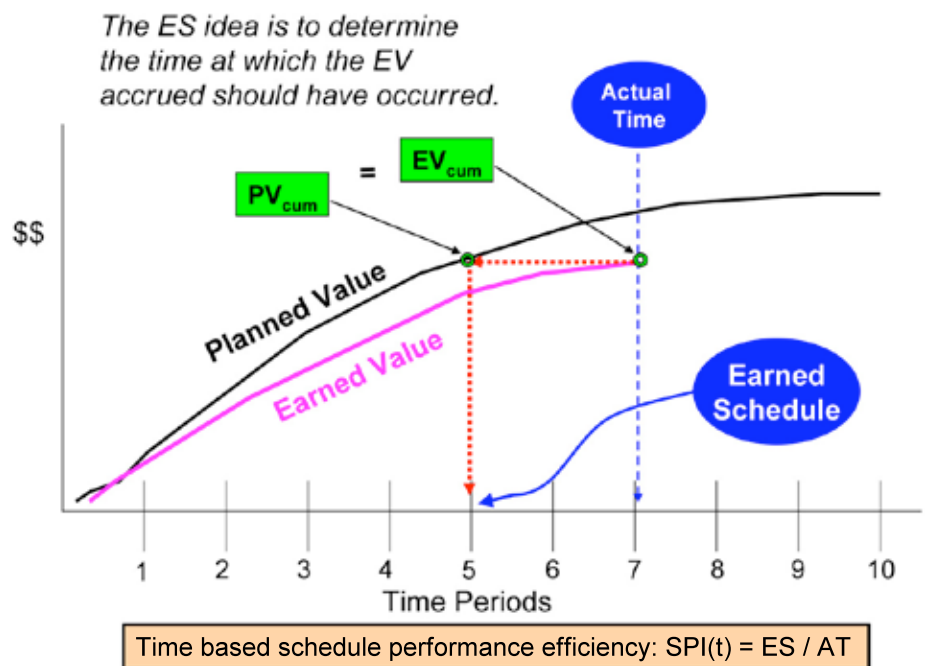 The ES idea is to determine
the time at which the EV
accrued should have occurred.
Actual
Time
EVcum
=
PVcum
$$
Planned Value
Earned Value
Earned
Schedule
1 2 3 4 5 6 7 8 9 10
Time Periods
Time based schedule performance efficiency: SPI(t) = ES / AT